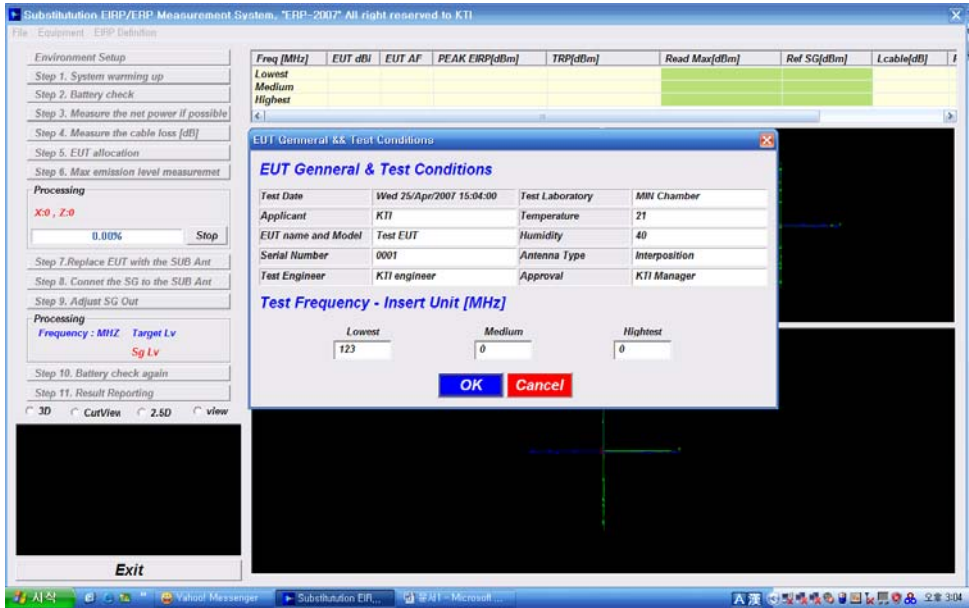 Substitutution EIRP/ERP Measurement System, "ERP-2007" All right reserved to KTI
File Equipment EIRP Definition
Environment Setup
Step 1. System warming up
Step 2. Battery check
Step 3. Measure the net power if possible
Step 4. Measure the cable loss [dB]
Step 5. EUT allocation
Step 6. Max emission level measuremet
Processing
X:0 , Z:0
0.00% Stop
Step 7.Replace EUT with the SUB Ant
Step 8. Connet the SG to the SUB Ant
Step 9. Adjust SG Out
Processing
Frequency : MHZ Target Lv
Sg Lv
Step 10. Battery check again
Step 11. Result Reporting
3D CutView 2.5D view
Exit
Freq [MHz] EUT dBi EUT AF PEAK EIRP[dBm] TRP[dBm] Read Max[dBm] Ref SG[dBm] Lcable[dB]
Lowest
Medium
Highest
EUT Genneral && Test Conditions
EUT Genneral & Test Conditions
Test Date Wed 25/Apr/2007 15:04:00 Test Laboratory MIN Chamber
Applicant KTI Temperature 21
EUT name and Model Test EUT Humidity 40
Serial Number 0001 Antenna Type Interposition
Test Engineer KTI engineer Approval KTI Manager
Test Frequency - Insert Unit [MHz]
Lowest Medium Hightest
123 0 0
OK Cancel
시작 Yahoo! Messenger Substitutution EIR,,, 문서1 - Microsoft ... A 漢 오후 3:04